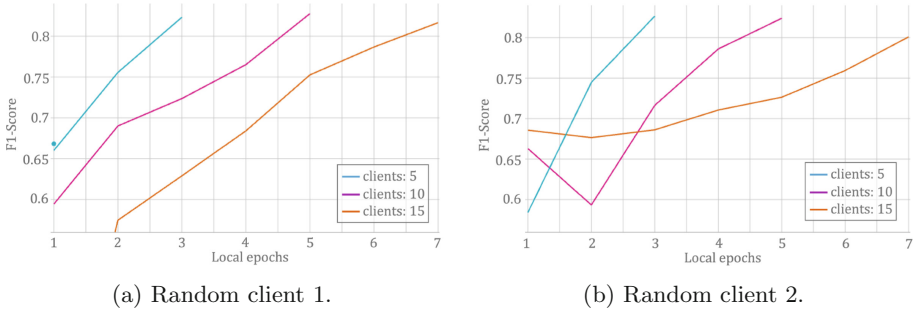 F1-Score
0.8
0.75
0.7
0.65
0.6
clients: 5
clients: 10
clients: 15
1 2 3 4 5 6 7
Local epochs
(a) Random client 1.
F1-Score
0.8
0.75
0.7
0.65
0.6
clients: 5
clients: 10
clients: 15
1 2 3 4 5 6 7
Local epochs
(b) Random client 2.